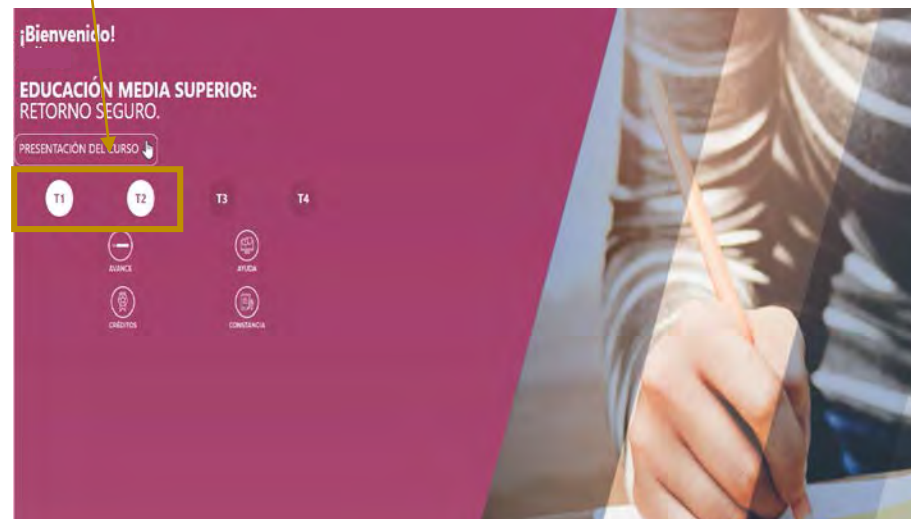 ¡Bienvenido!
EDUCACIÓN MEDIA SUPERIOR:
RETORNO SEGURO.
PRESENTACIÓN DEL CURSO
T1 T2 T3 T4
AVANCE AYUDA
CRÉDITOS CONSTANCIA